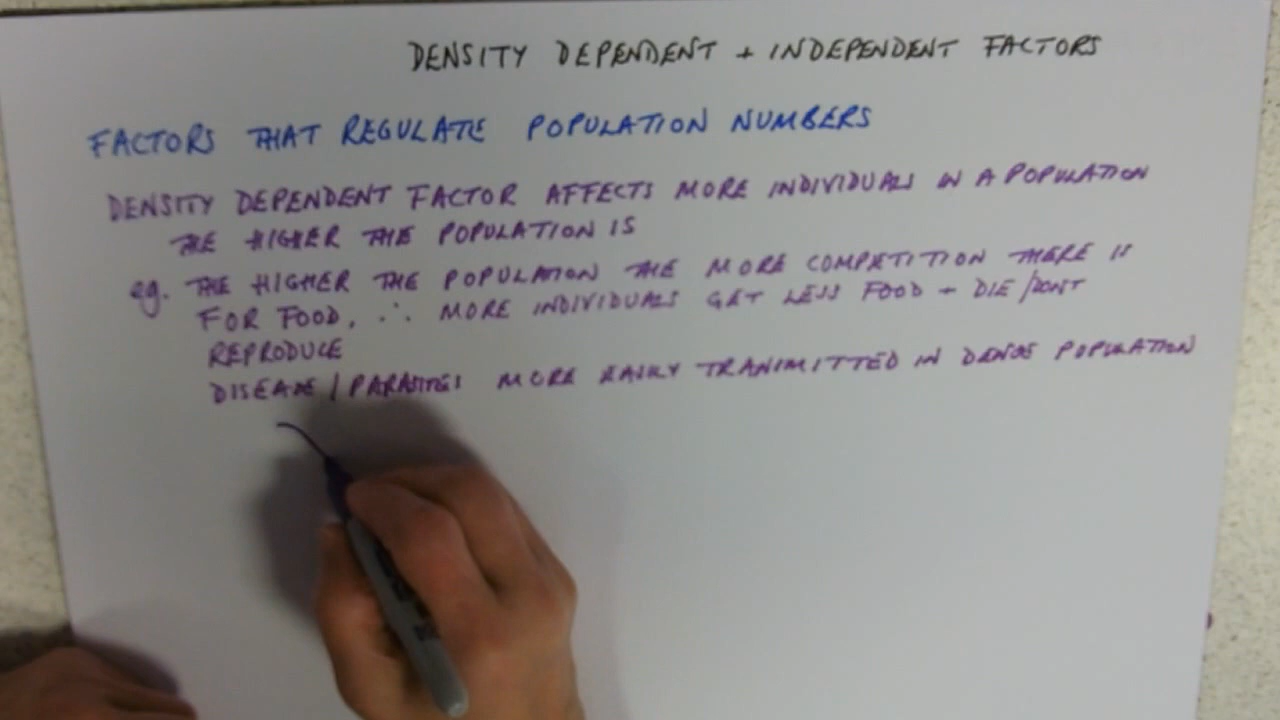 DENSITY DEPENDENT + INDEPENDENT FACTORS
FACTORS THAT REGULATE POPULATION NUMBERS
DENSITY DEPENDENT FACTOR AFFECTS MORE INDIVIDUALS IN A POPULATION
THE HIGHER THE POPULATION IS
eg. THE HIGHER THE POPULATION THE MORE COMPETITION THERE IS
FOR FOOD, ∴ MORE INDIVIDUALS GET LESS FOOD + DIE/DONT
REPRODUCE
DISEASE/PARASITES MORE EASILY TRANSMITTED IN DENSE POPULATION